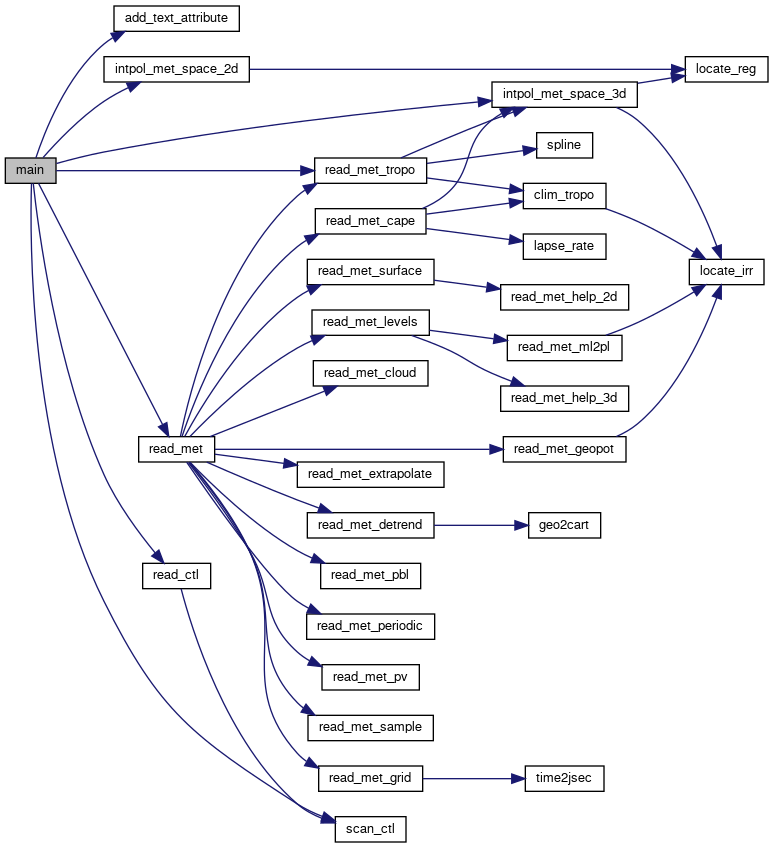 add_text_attribute
intpol_met_space_2d
locate_reg
intpol_met_space_3d
spline
main
read_met_tropo
clim_tropo
read_met_cape
lapse_rate
read_met_surface
locate_irr
read_met_help_2d
read_met_levels
read_met_ml2pl
read_met_cloud
read_met_help_3d
read_met
read_met_geopot
read_met_extrapolate
read_met_detrend
geo2cart
read_ctl
read_met_pbl
read_met_periodic
read_met_pv
read_met_sample
read_met_grid
time2jsec
scan_ctl